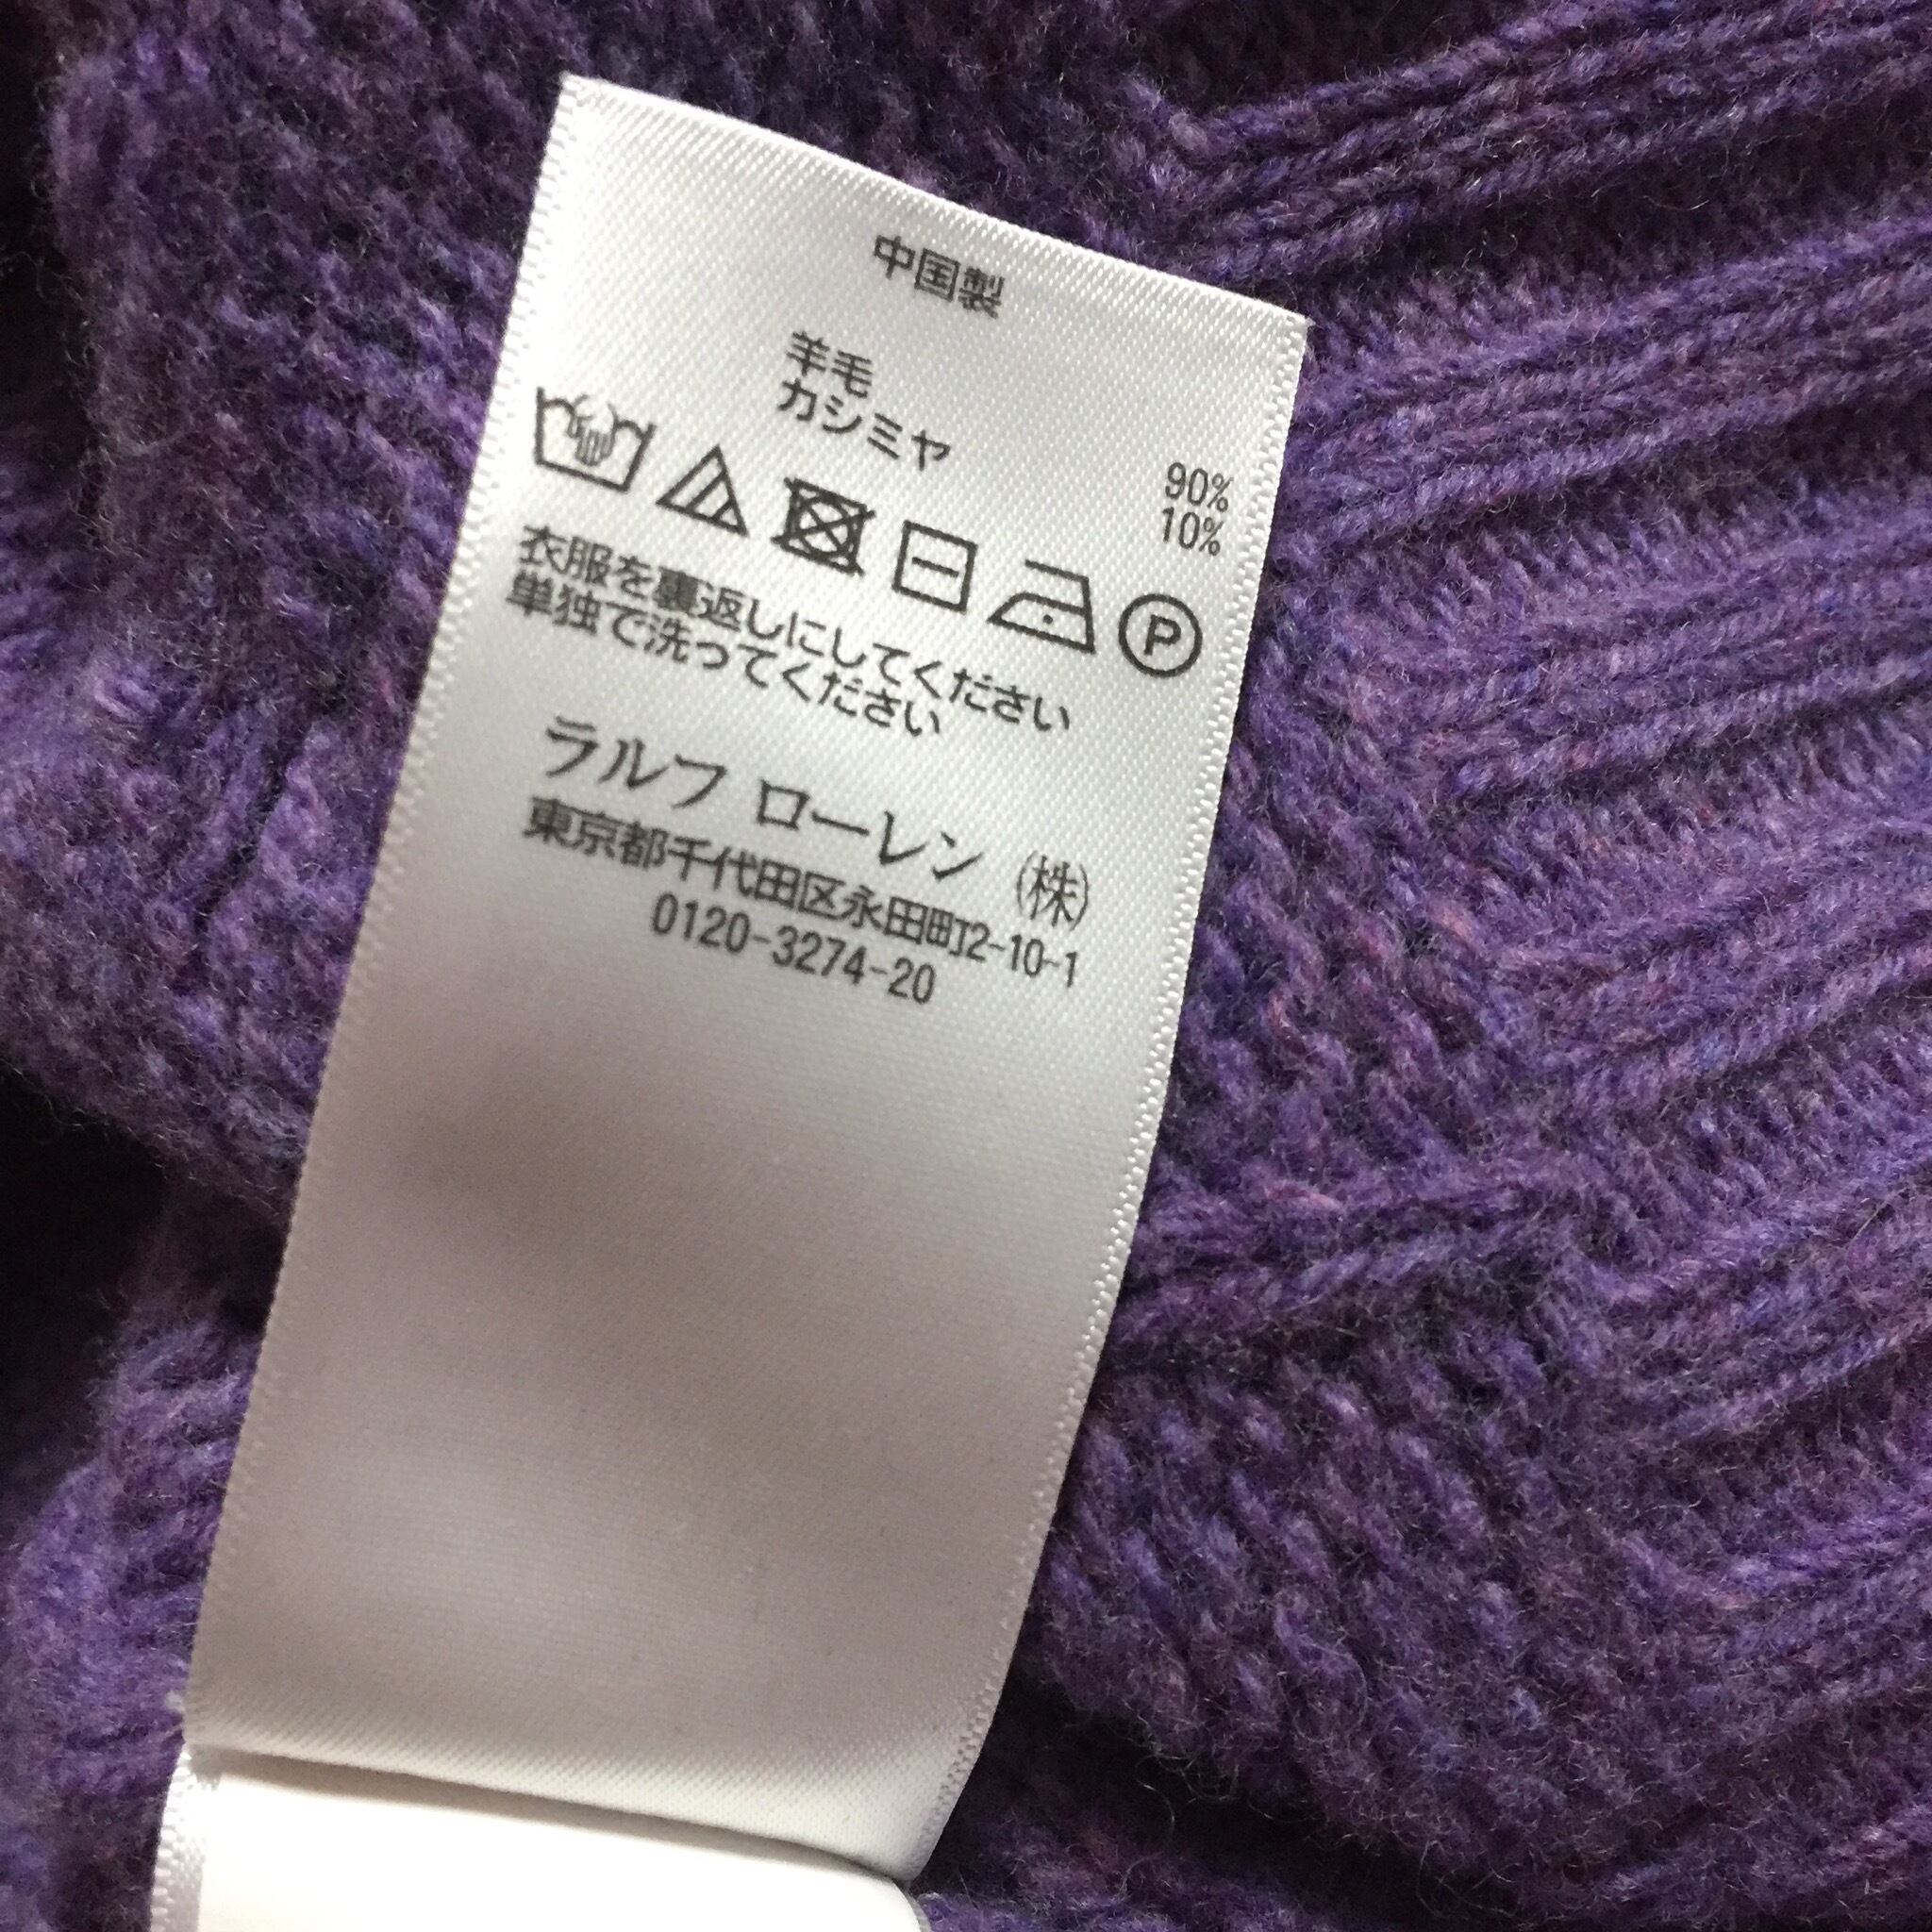 中国製
羊毛 90%
カシミヤ 10%
P
衣服を裏返しにしてください
単独で洗ってください
ラルフ ローレン (株)
東京都千代田区永田町2-10-1
0120-3274-20